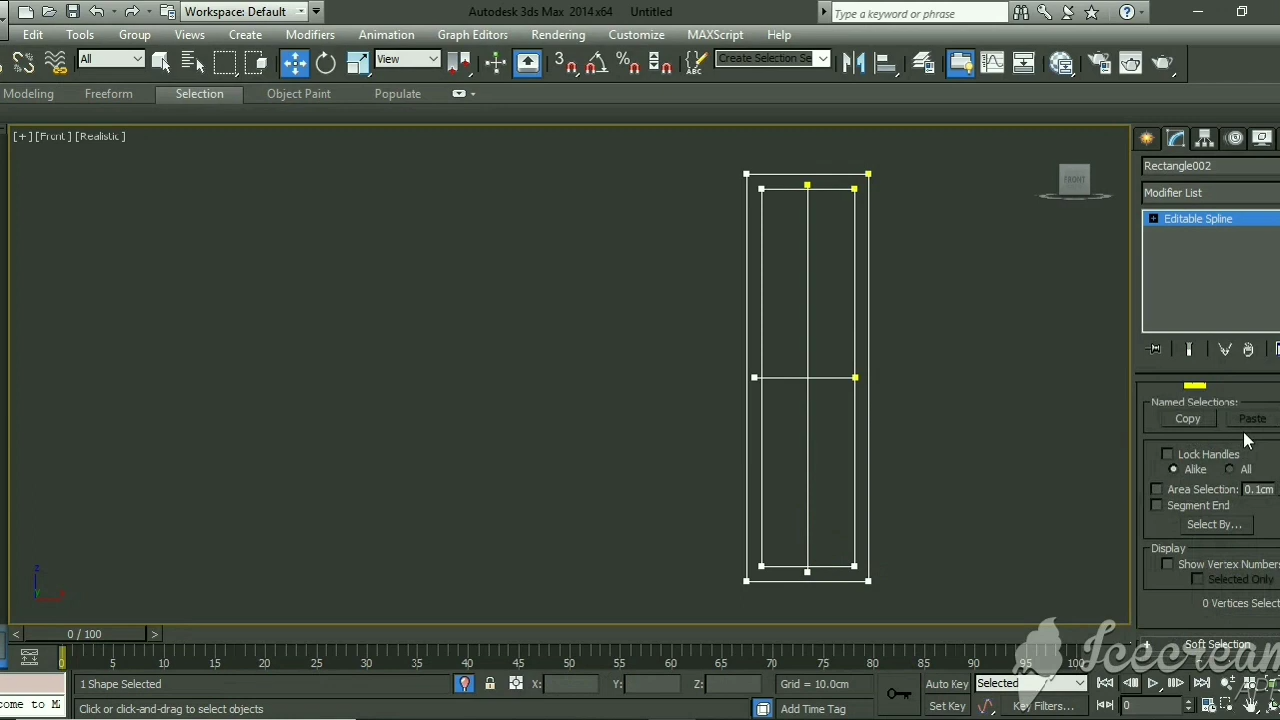 Workspace: Default
Autodesk 3ds Max 2014 x64 Untitled
Type a keyword or phrase
Edit Tools Group Views Create Modifiers Animation Graph Editors Rendering Customize MAXScript Help
All View 3 Create Selection Se
Modeling Freeform Selection Object Paint Populate
[+][Front][Realistic]
FRONT
Rectangle002
Modifier List
Editable Spline
Named Selections:
Copy Paste
Lock Handles
Alike All
Area Selection: 0.1cm
Segment End
Select By...
Display
Show Vertex Numbers
Selected Only
0 Vertices Select
z
0 / 100
Soft Selection
Icecream
0 5 10 15 20 25 30 35 40 45 50 55 60 65 70 75 80 85 90 95 100
1 Shape Selected X: Y: Z: Grid = 10.0cm Auto Key Selected
come to M Click or click-and-drag to select objects Add Time Tag Set Key Key Filters... 0